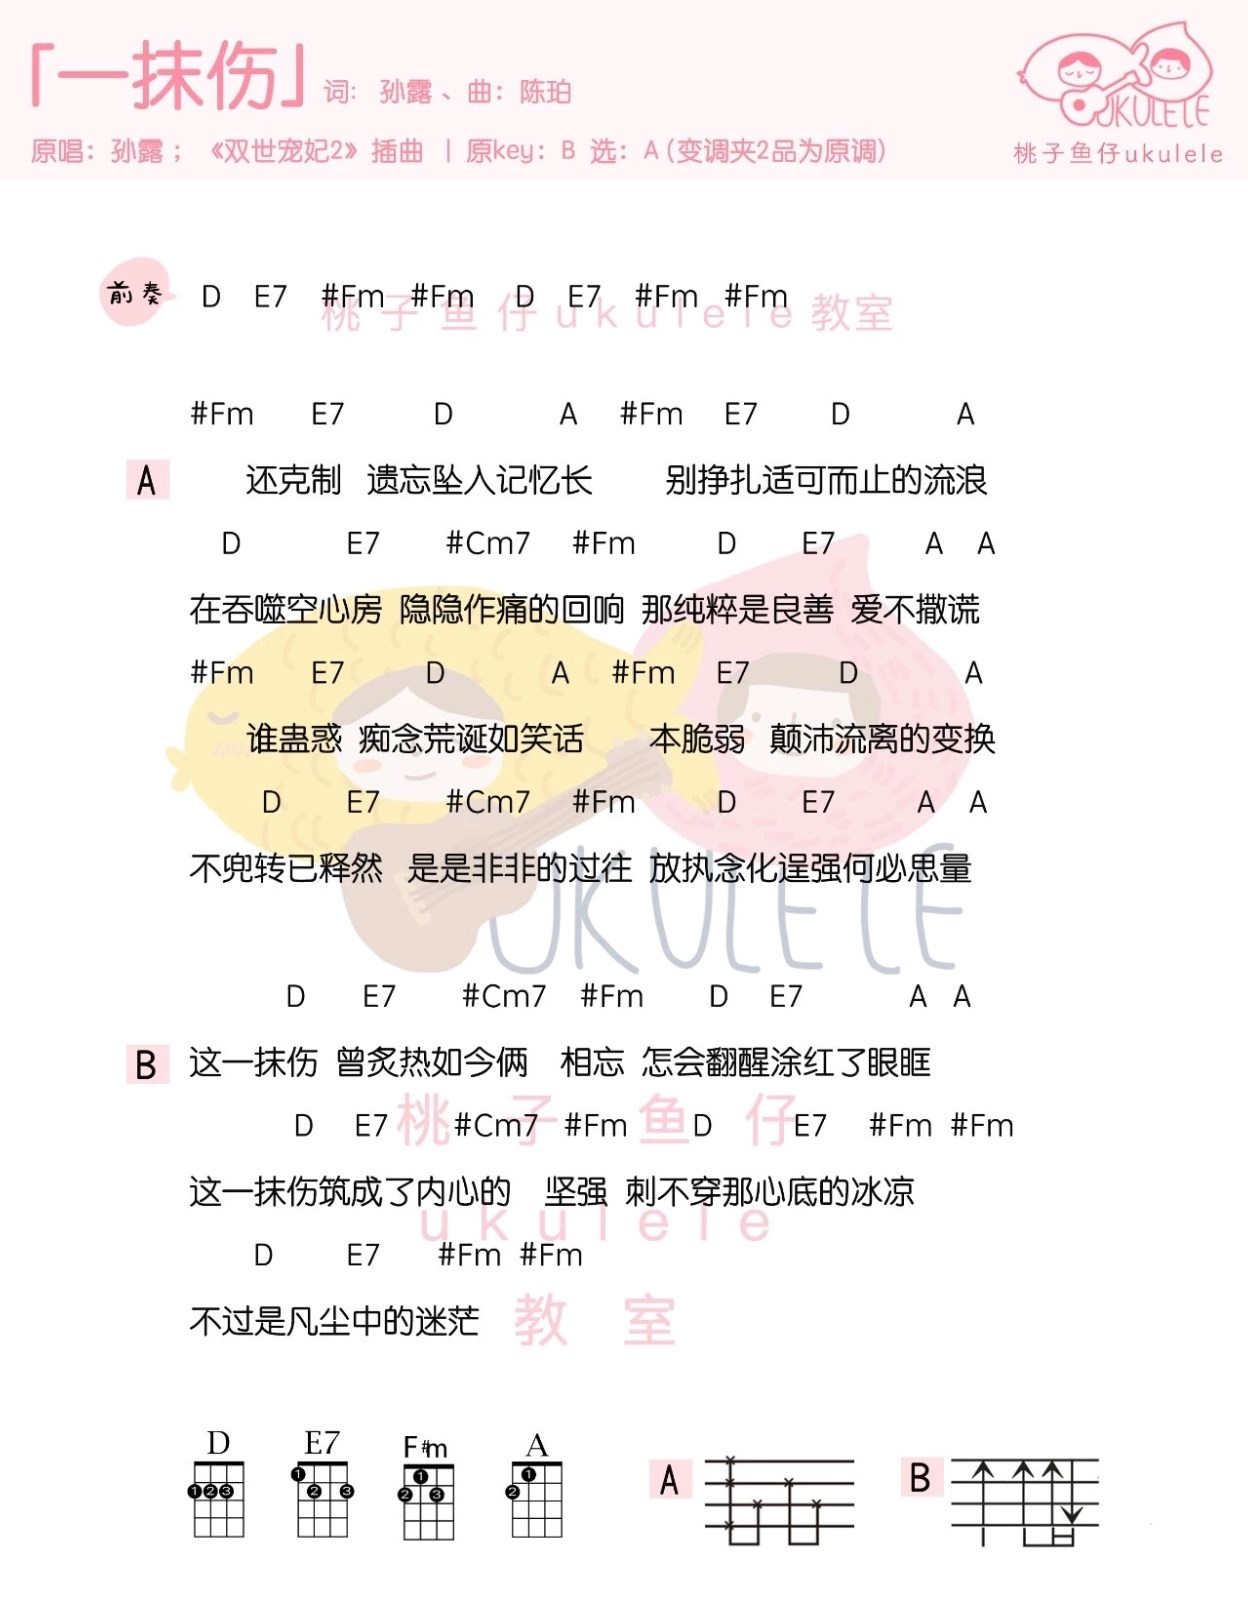 「一抹伤」 词： 孙露 、曲：陈珀
原唱：孙露 ； 《双世宠妃2》 插曲 | 原key：B 选：A (变调夹2品为原调)
UKULELE
桃子鱼仔ukulele
前奏 D E7 #Fm #Fm D E7 #Fm #Fm
桃子鱼仔ukulele教室
#Fm E7 D A #Fm E7 D A
A 还克制 遗忘坠入记忆长 别挣扎适可而止的流浪
D E7 #Cm7 #Fm D E7 A A
在吞噬空心房 隐隐作痛的回响 那纯粹是良善 爱不撒谎
#Fm E7 D A #Fm E7 D A
谁蛊惑 痴念荒诞如笑话 本脆弱 颠沛流离的变换
D E7 #Cm7 #Fm D E7 A A
不兜转已释然 是是非非的过往 放执念化逞强何必思量
UKULELE
D E7 #Cm7 #Fm D E7 A A
B 这一抹伤 曾炙热如今俩 相忘 怎会翻醒涂红了眼眶
D E7 #Cm7 #Fm D E7 #Fm #Fm
桃子鱼仔
这一抹伤筑成了内心的 坚强 刺不穿那心底的冰凉
ukulele
D E7 #Fm #Fm
不过是凡尘中的迷茫
教室
D E7 F#m A
1 2 3 1 2 3 1 2 3 1 2
A B